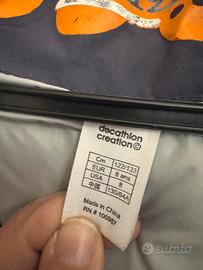 decathlon
creation©
Cm 122/133
EUR 8 ans
USA 8
中国 130/64A
Made in China
RN # 100987
Subito